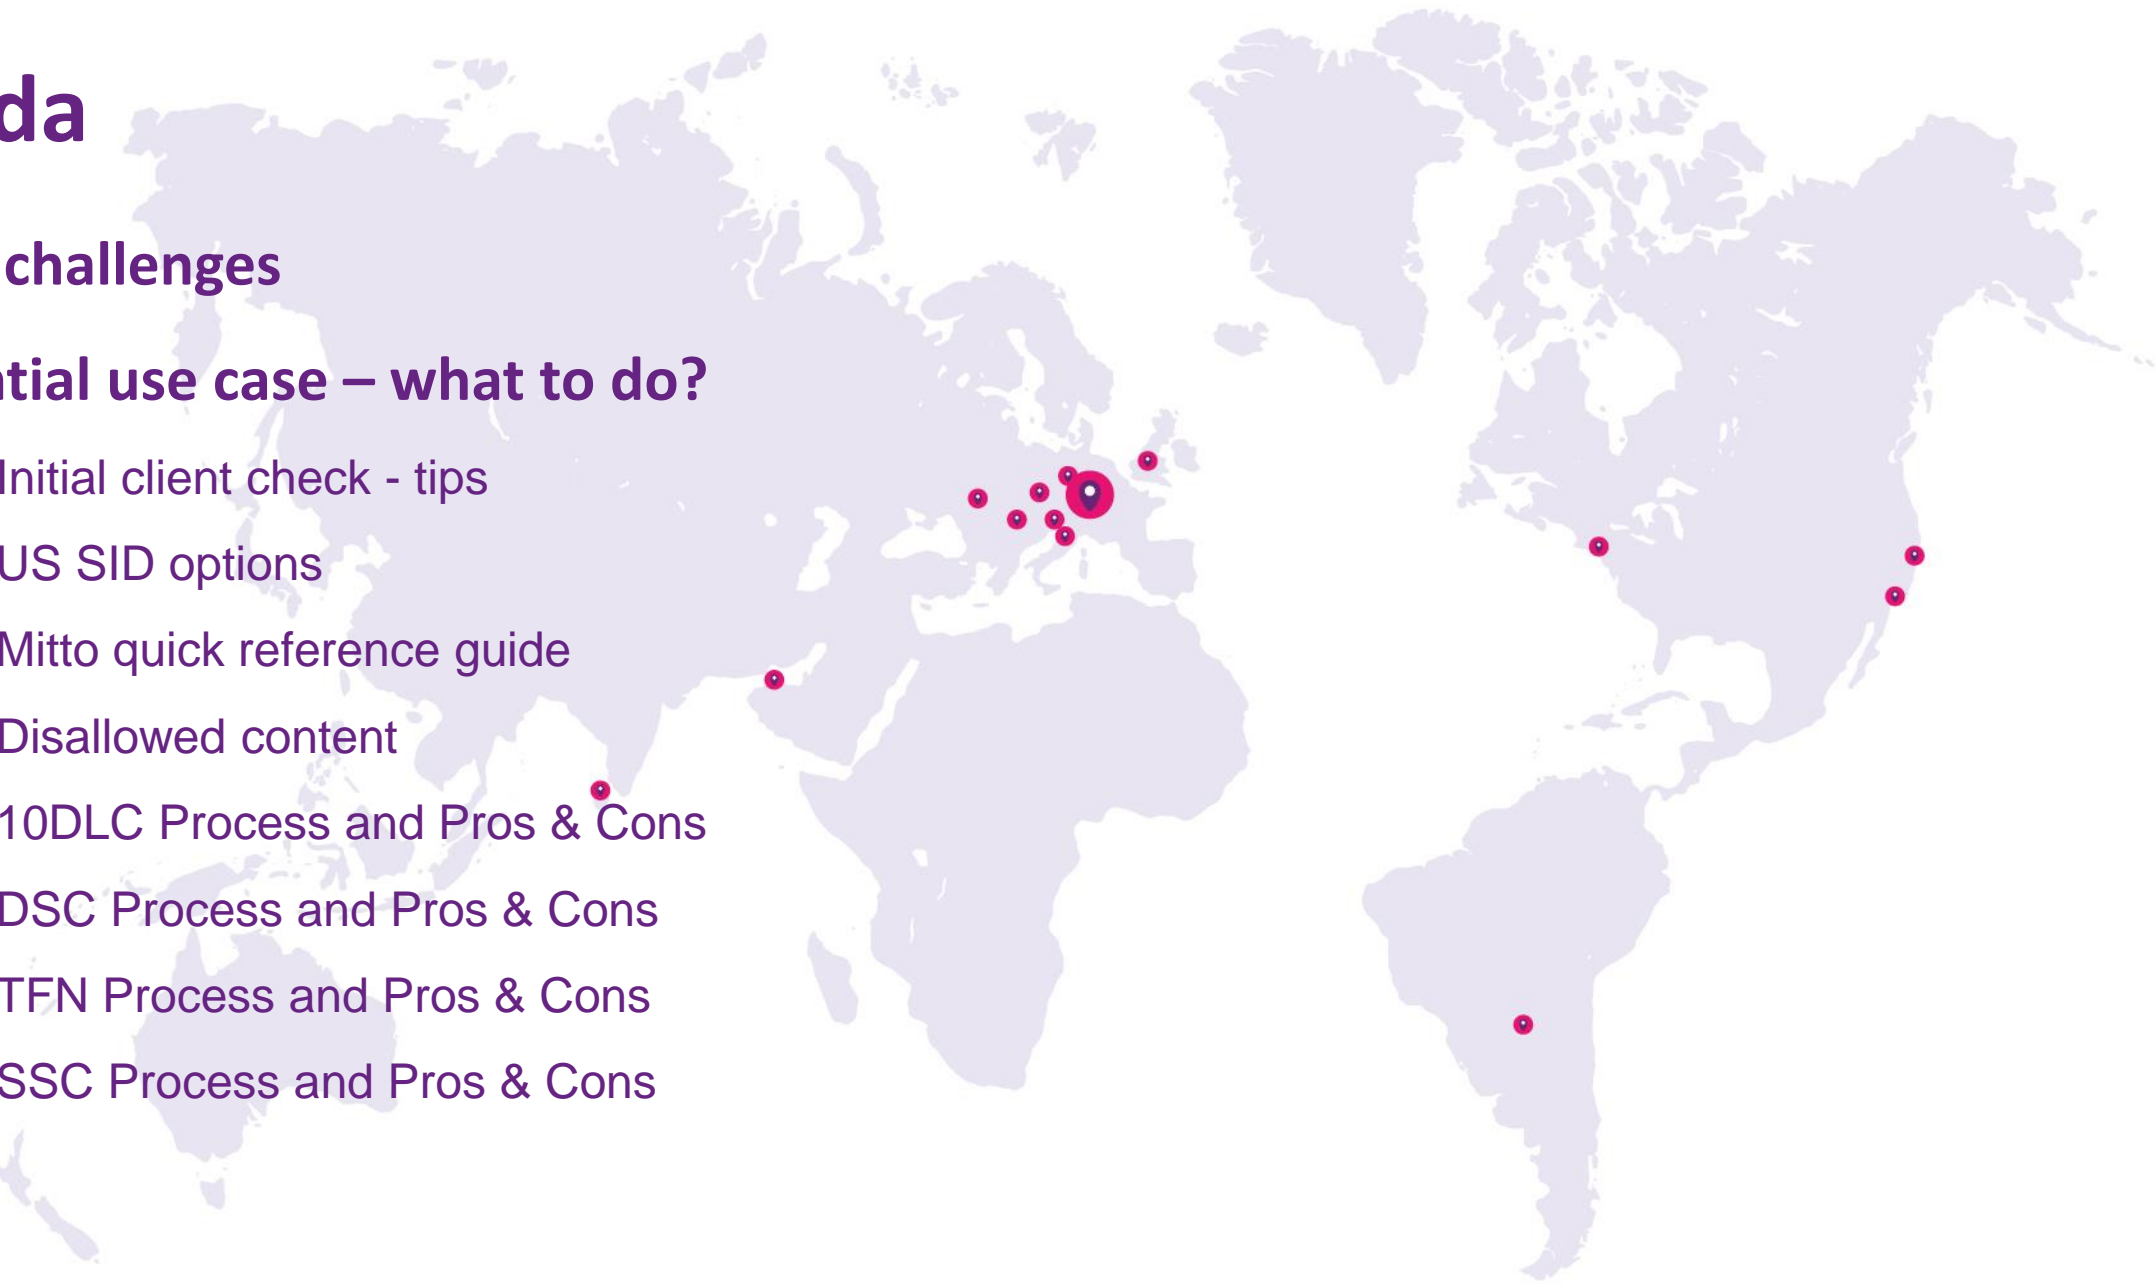 da
challenges
ntial use case – what to do?
Initial client check - tips
US SID options
Mitto quick reference guide
Disallowed content
10DLC Process and Pros & Cons
DSC Process and Pros & Cons
TFN Process and Pros & Cons
SSC Process and Pros & Cons